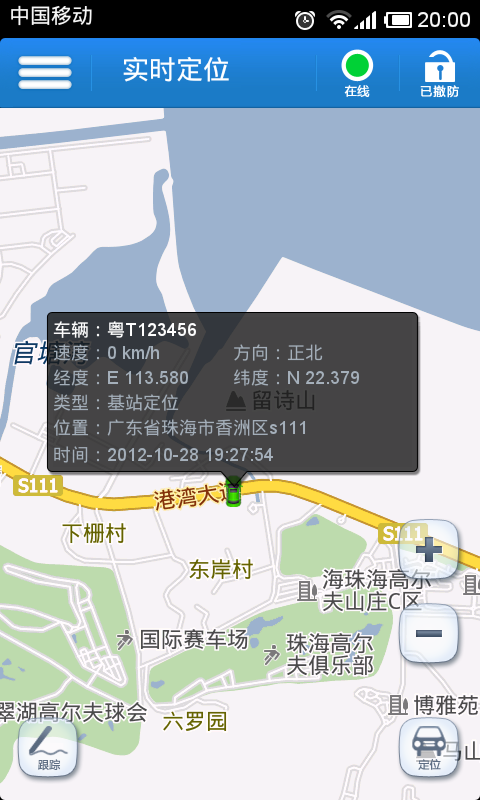 中国移动 20:00
实时定位
在线
已撤防
官塘湾
车辆：粤T123456
速度：0 km/h 方向：正北
经度：E 113.580 纬度：N 22.379
类型：基站定位
留诗山
位置：广东省珠海市香洲区s111
时间：2012-10-28 19:27:54
S111
港湾大道
S111
下栅村
东岸村
海珠海高尔
夫山庄C区
国际赛车场
珠海高尔
夫俱乐部
博雅苑
翠湖高尔夫球会
六罗园
马山
跟踪
定位